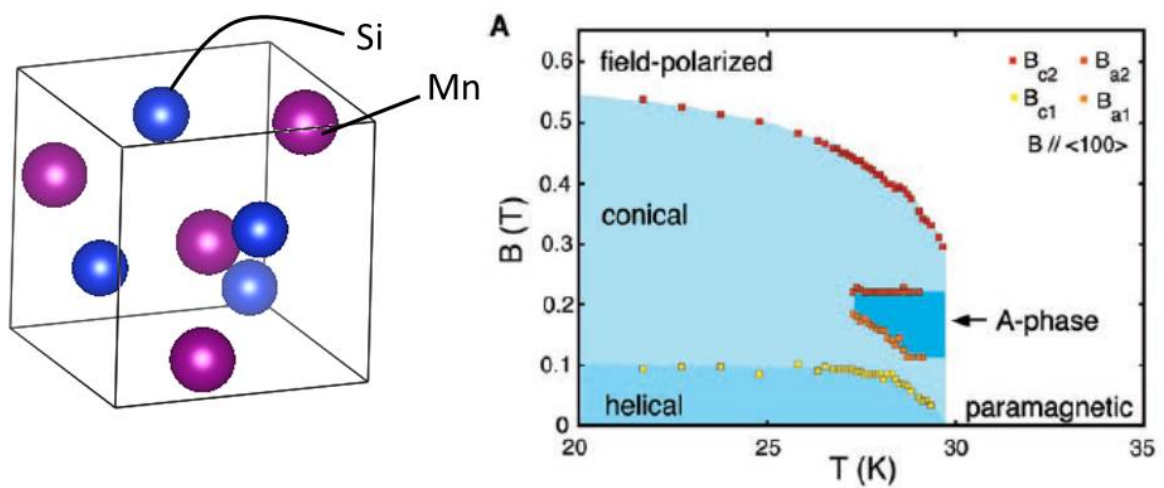 Si
Mn
A
field-polarized
B_c2 B_a2
B_c1 B_a1
B // <100>
conical
A-phase
helical
paramagnetic
B (T)
0.6
0.5
0.4
0.3
0.2
0.1
0
20 25 30 35
T (K)